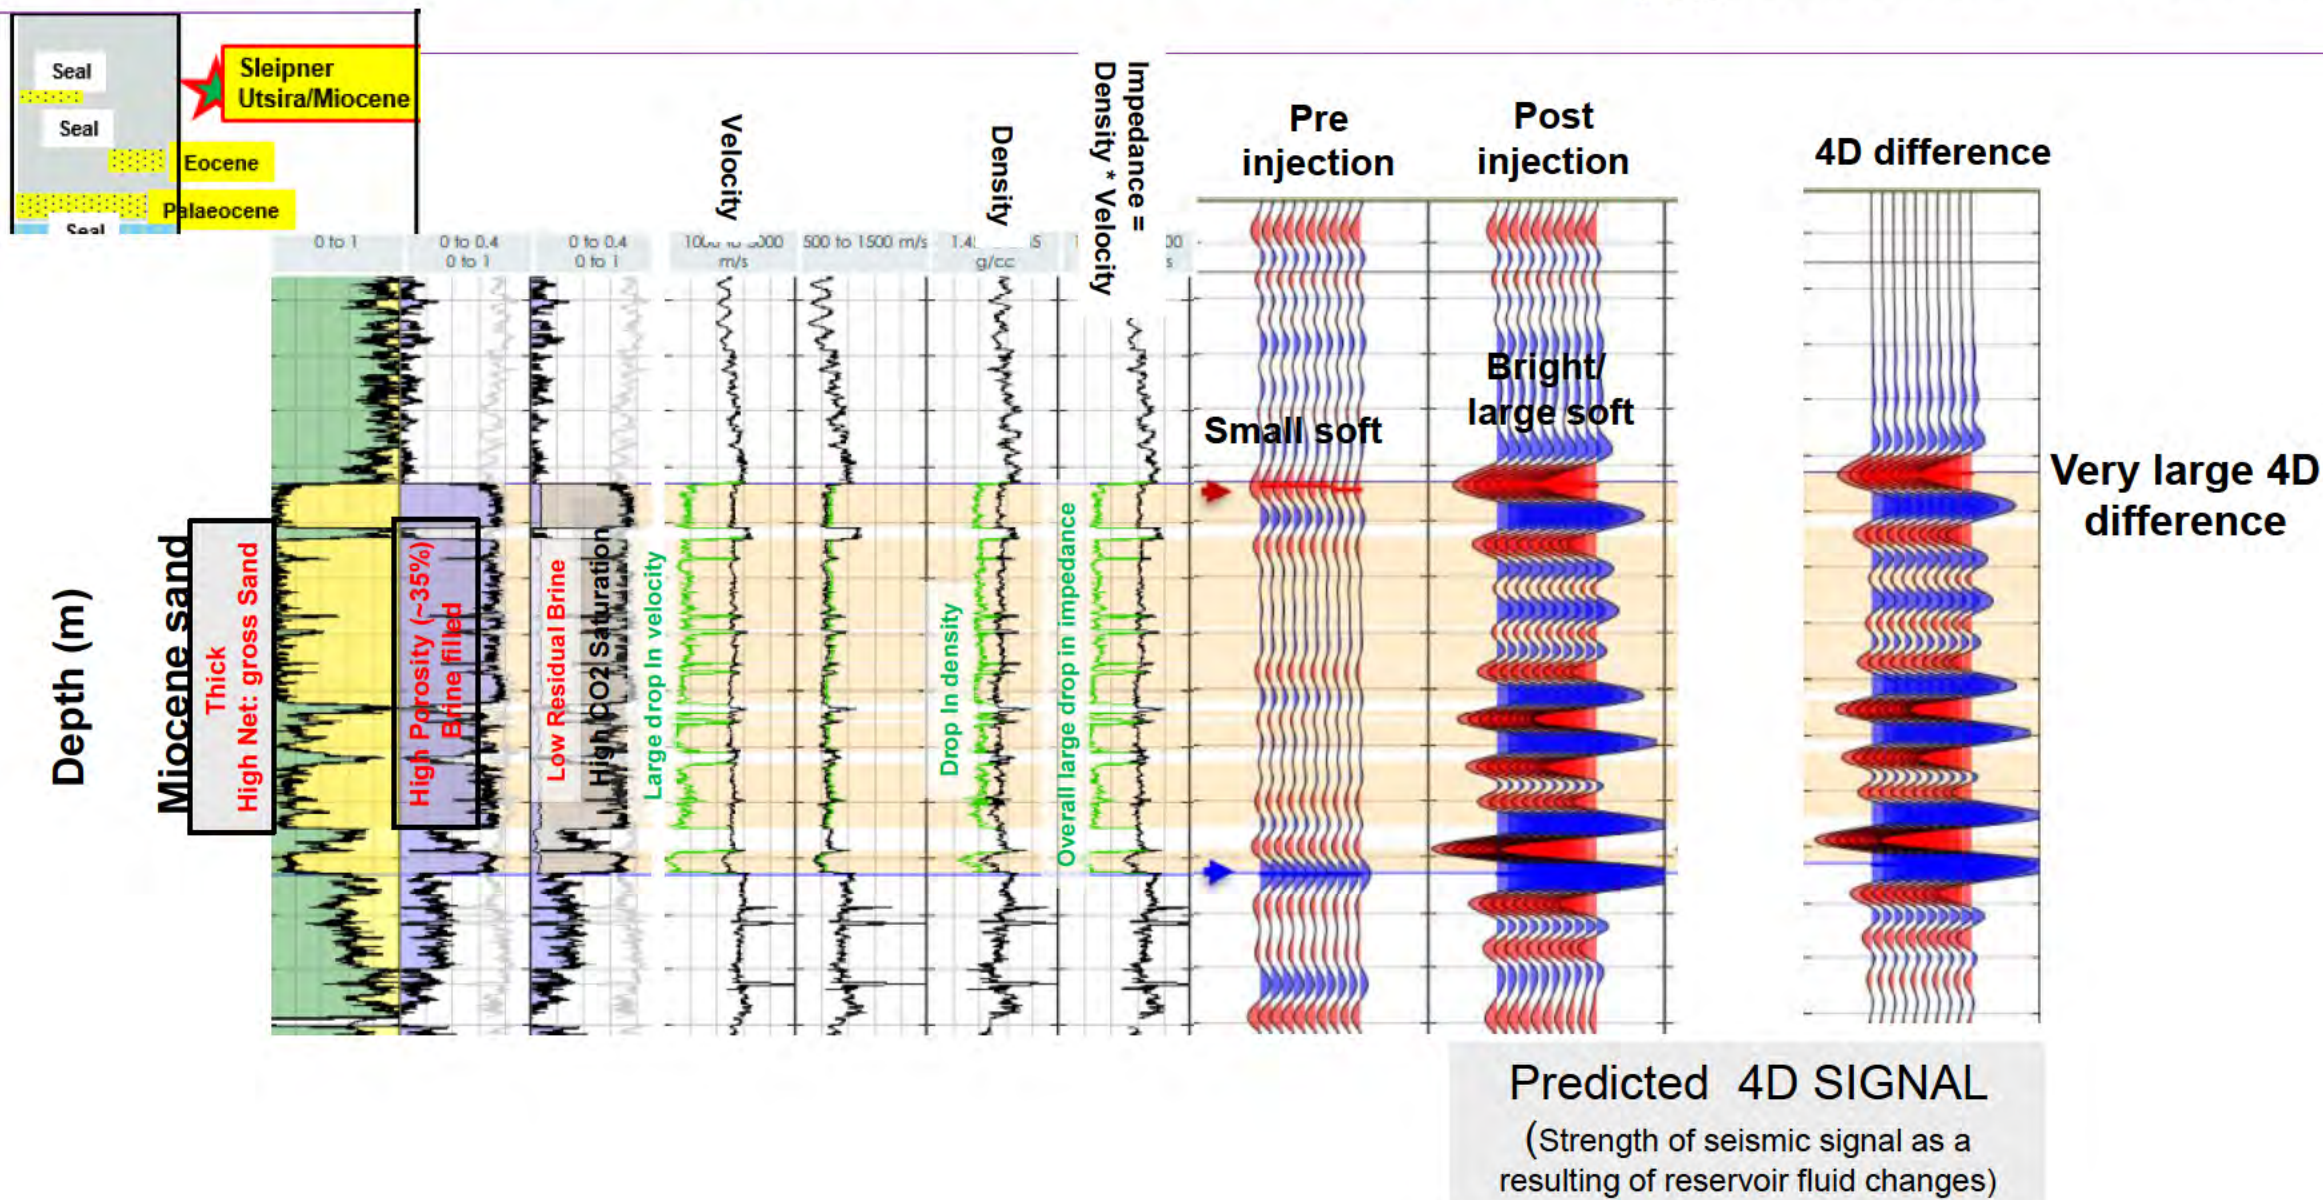 Seal
Sleipner
Utsira/Miocene
Seal
Eocene
Palaeocene
Seal
Velocity
Density
Impedance =
Density * Velocity
Pre
injection
Post
injection
4D difference
0 to 1
0 to 0.4
0 to 1
0 to 0.4
0 to 1
m/s
500 to 1500 m/s
g/cc
Bright/
large soft
Small soft
Very large 4D
difference
Depth (m)
Miocene sand
Thick
High Net: gross Sand
High Porosity (~35%)
Brine filled
Low Residual Brine
High CO2 Saturation
Large drop In velocity
Drop In density
Overall large drop in impedance
Predicted 4D SIGNAL
(Strength of seismic signal as a
resulting of reservoir fluid changes)